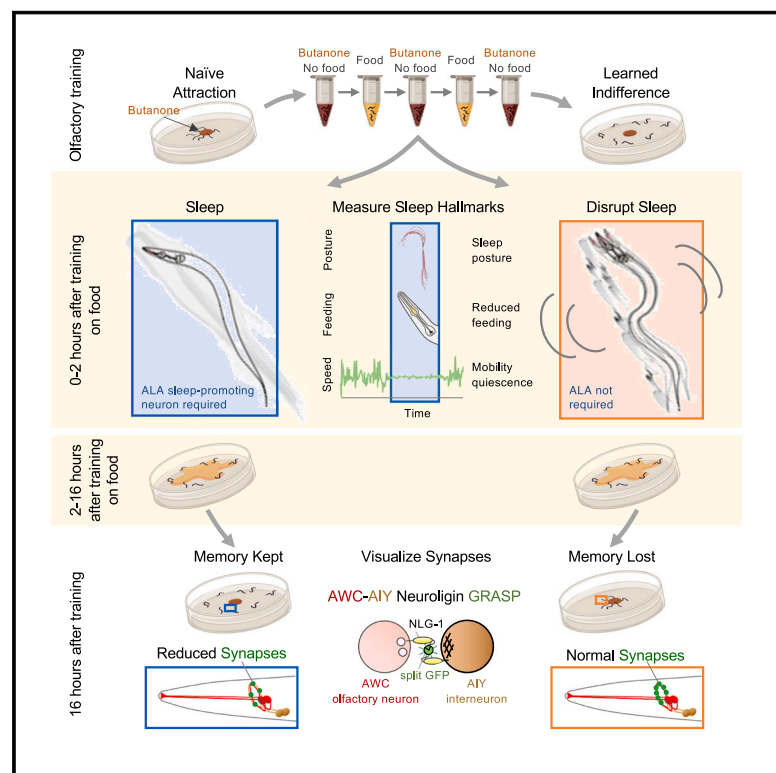 Olfactory training
Naïve
Attraction
Butanone
Butanone
No food
Food
Butanone
No food
Food
Butanone
No food
Learned
Indifference
0-2 hours after training
on food
Sleep
ALA sleep-promoting
neuron required
Measure Sleep Hallmarks
Posture
Sleep
posture
Feeding
Reduced
feeding
Speed
Mobility
quiescence
Time
Disrupt Sleep
ALA not
required
2-16 hours
after training
on food
16 hours after training
Memory Kept
Reduced Synapses
Visualize Synapses
AWC-AIY Neuroligin GRASP
NLG-1
split GFP
AWC
olfactory neuron
AIY
interneuron
Memory Lost
Normal Synapses